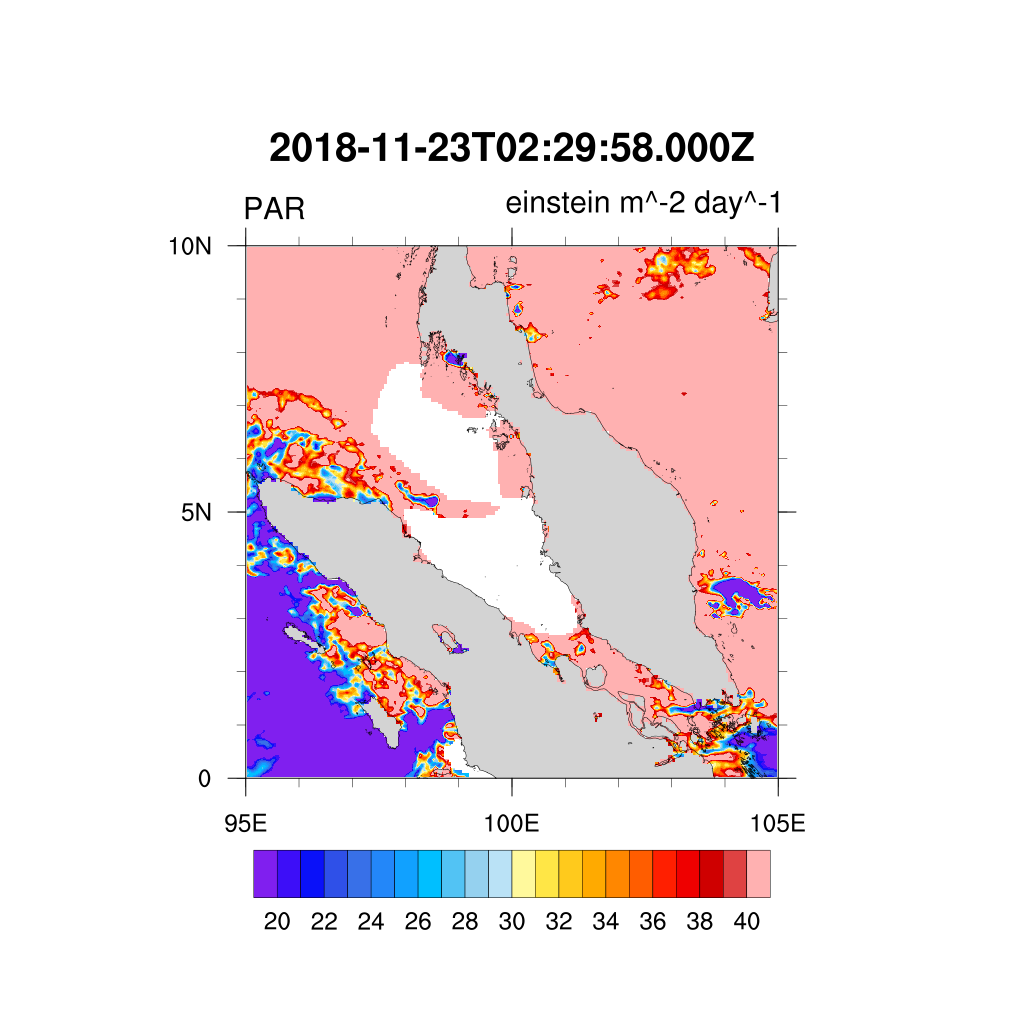 2018-11-23T02:29:58.000Z
PAR einstein m^-2 day^-1
10N
5N
0
95E 100E 105E
20 22 24 26 28 30 32 34 36 38 40